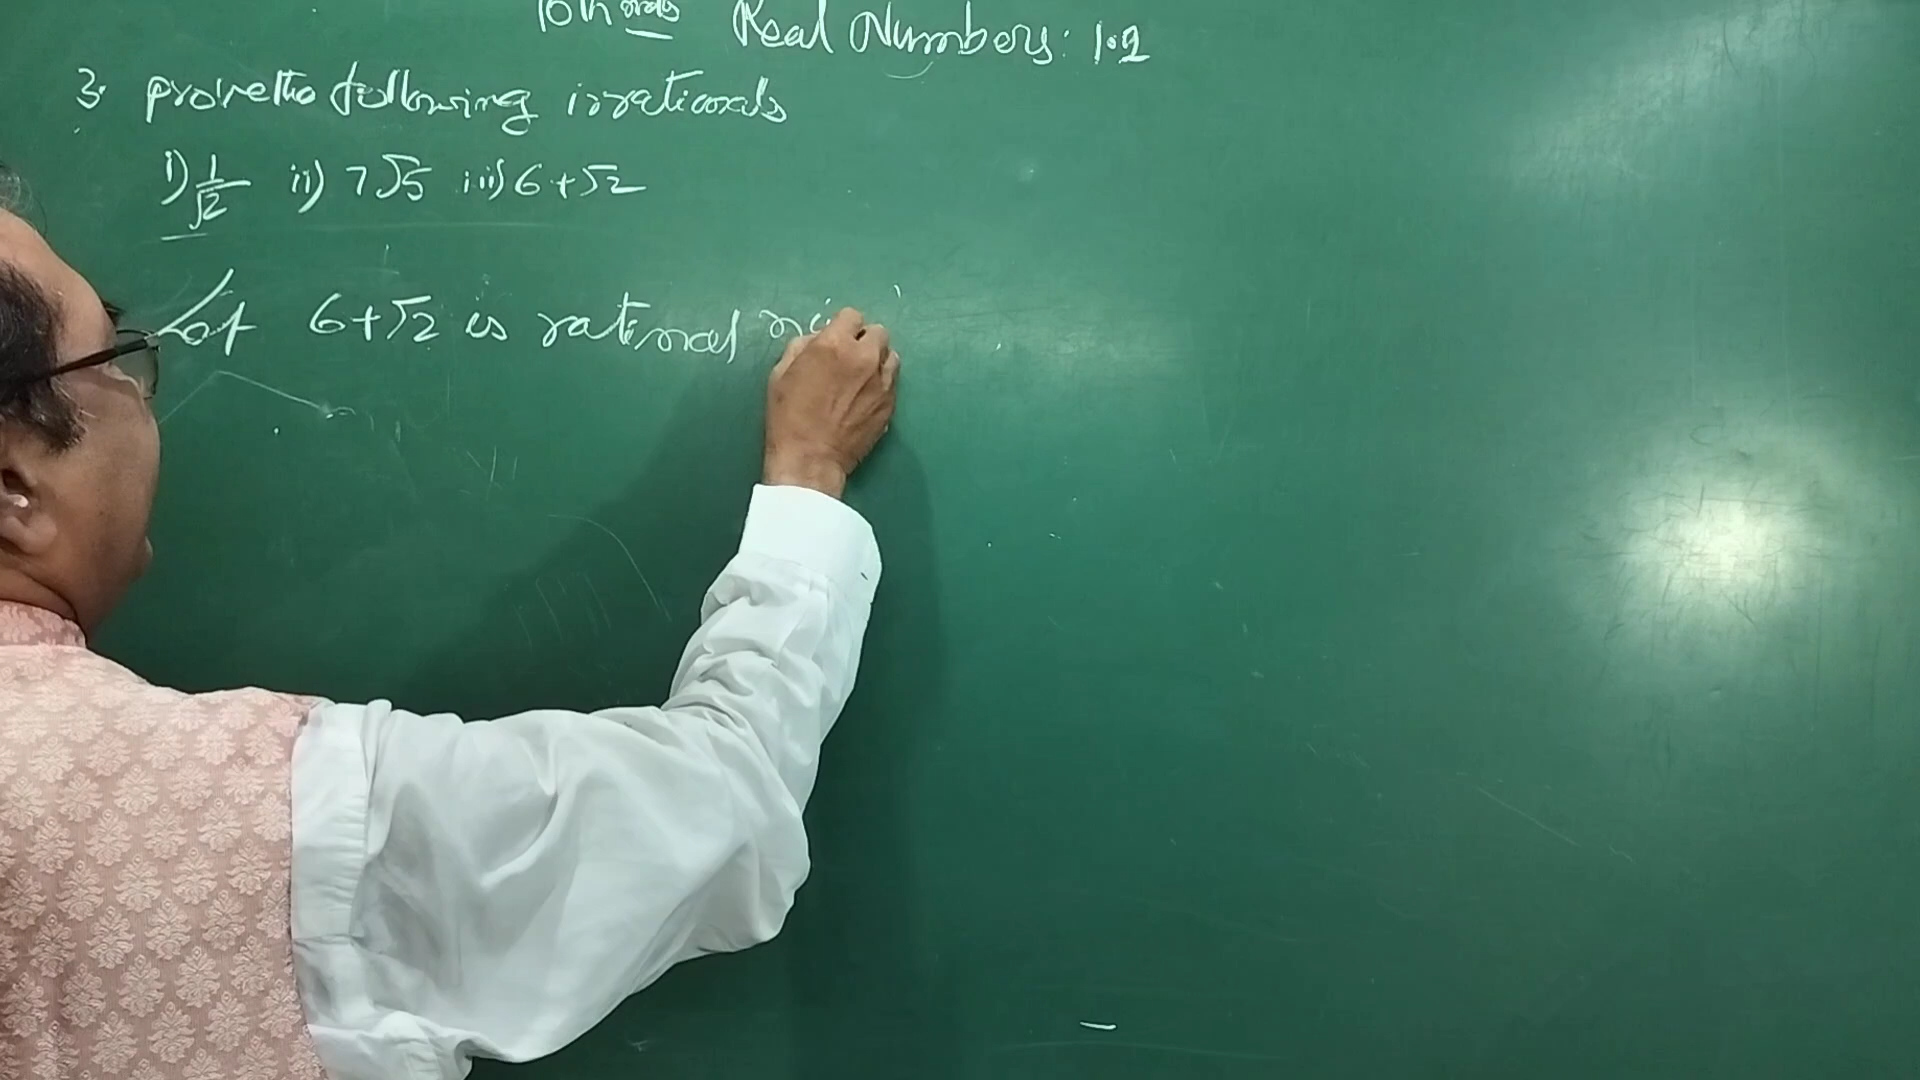 10th Real Numbers: 1.2
3. prove the following irrationals
i) 1/√2 ii) 7√5 iii) 6+√2
Let 6+√2 is rational